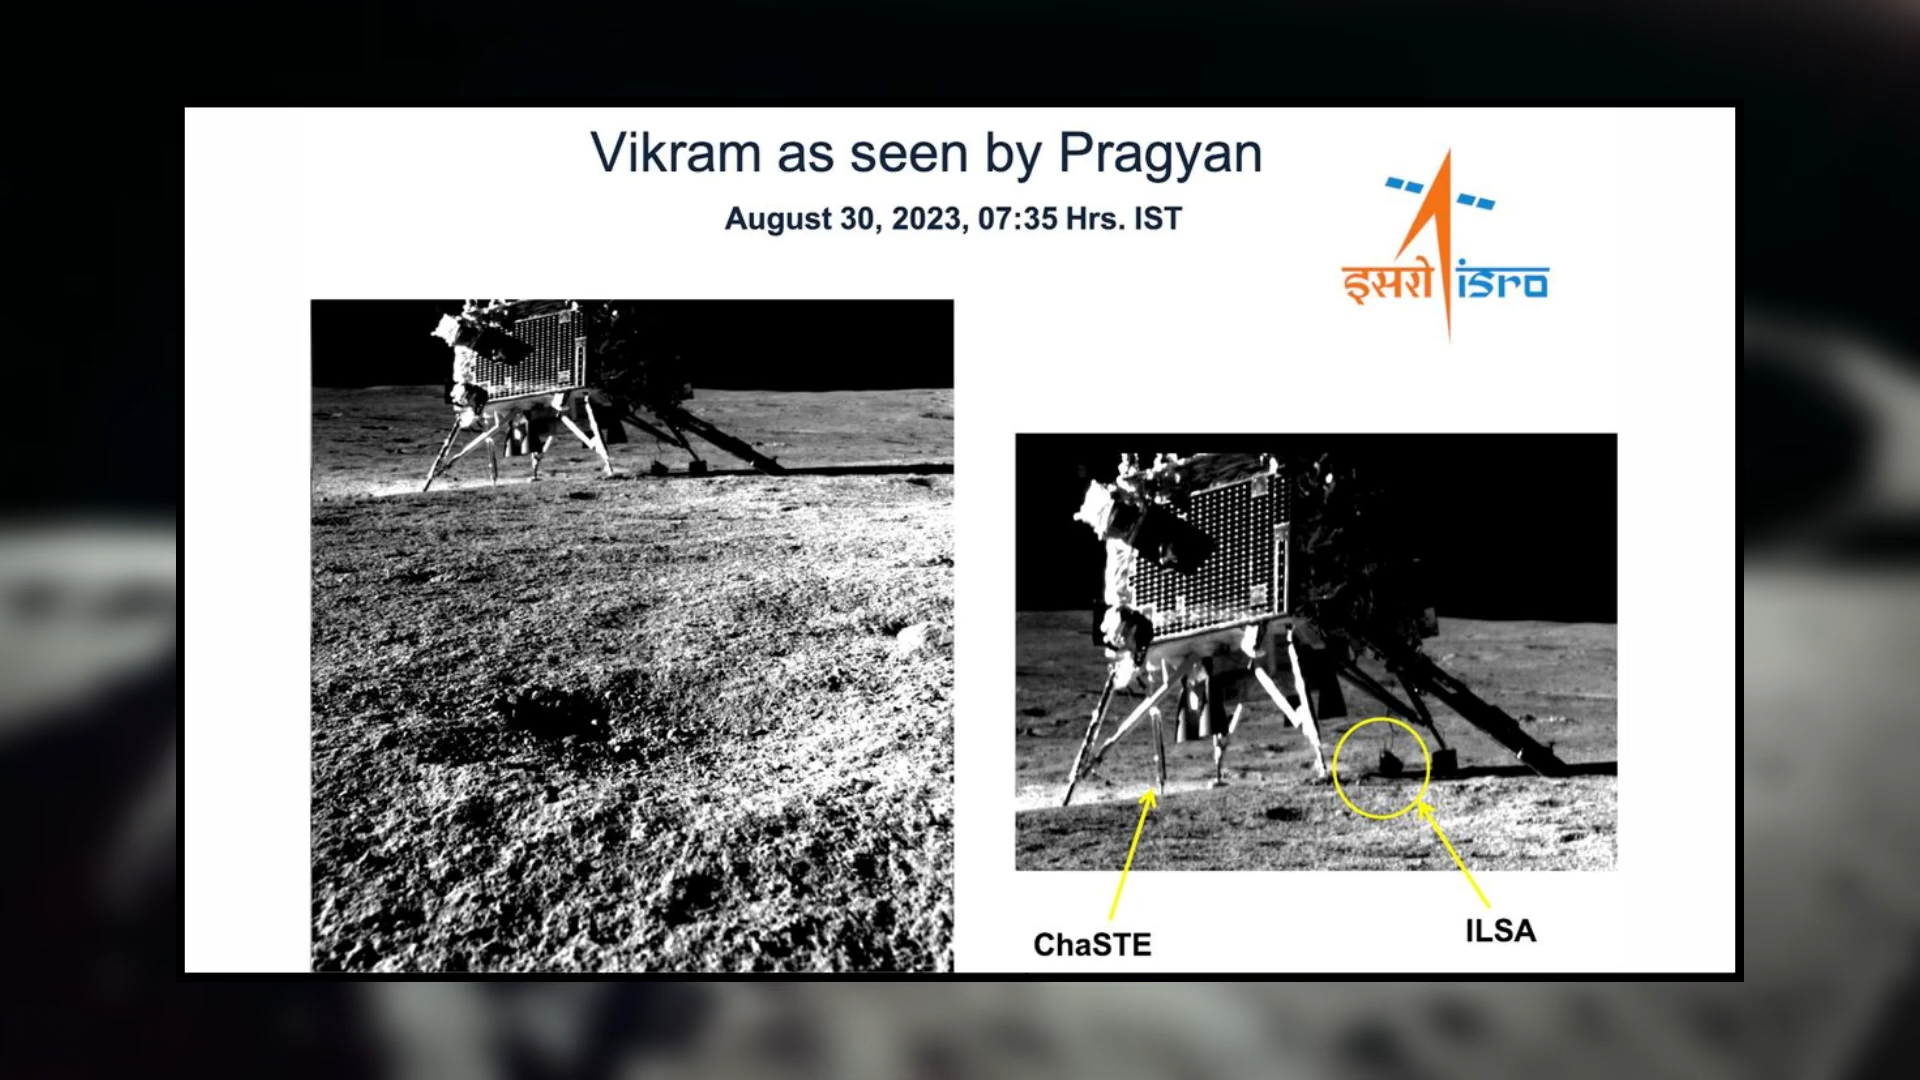 Vikram as seen by Pragyan
August 30, 2023, 07:35 Hrs. IST
इसरो isro
ChaSTE
ILSA